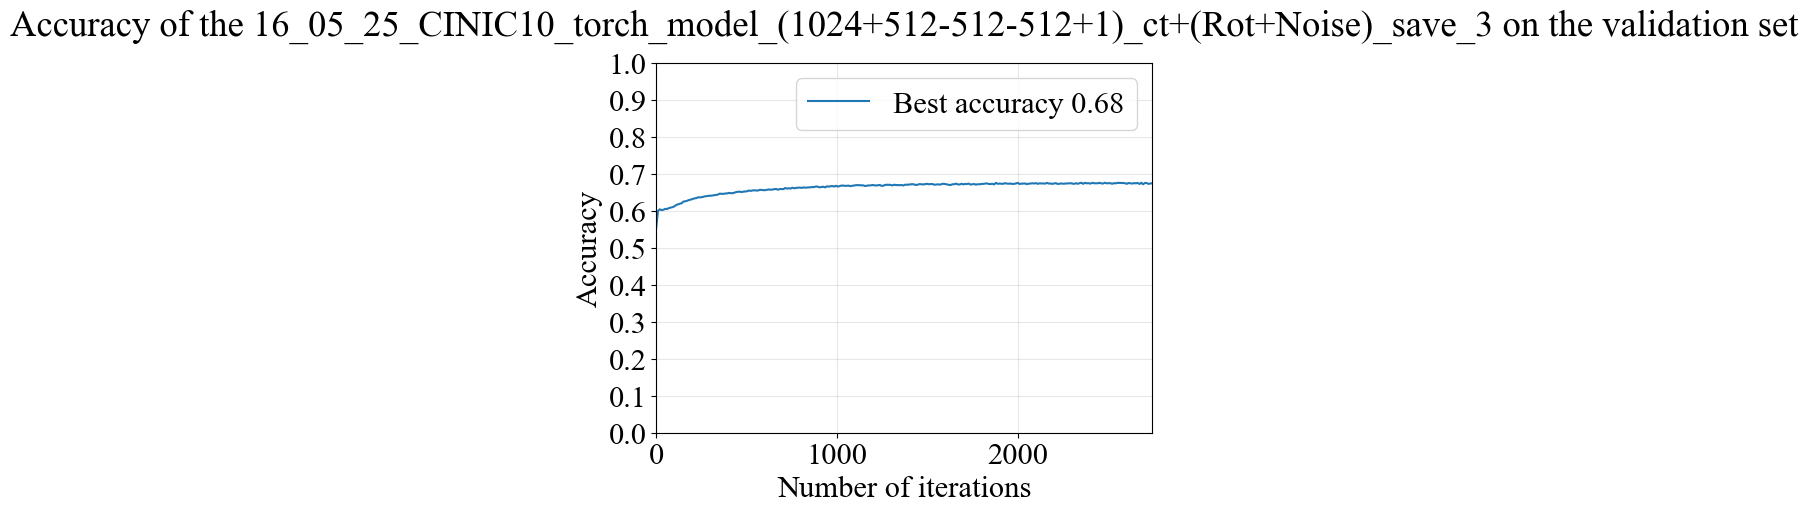 Accuracy of the 16_05_25_CINIC10_torch_model_(1024+512-512-512+1)_ct+(Rot+Noise)_save_3 on the validation set
Best accuracy 0.68
1.0
0.9
0.8
0.7
0.6
0.5
0.4
0.3
0.2
0.1
0.0
Accuracy
0 1000 2000
Number of iterations